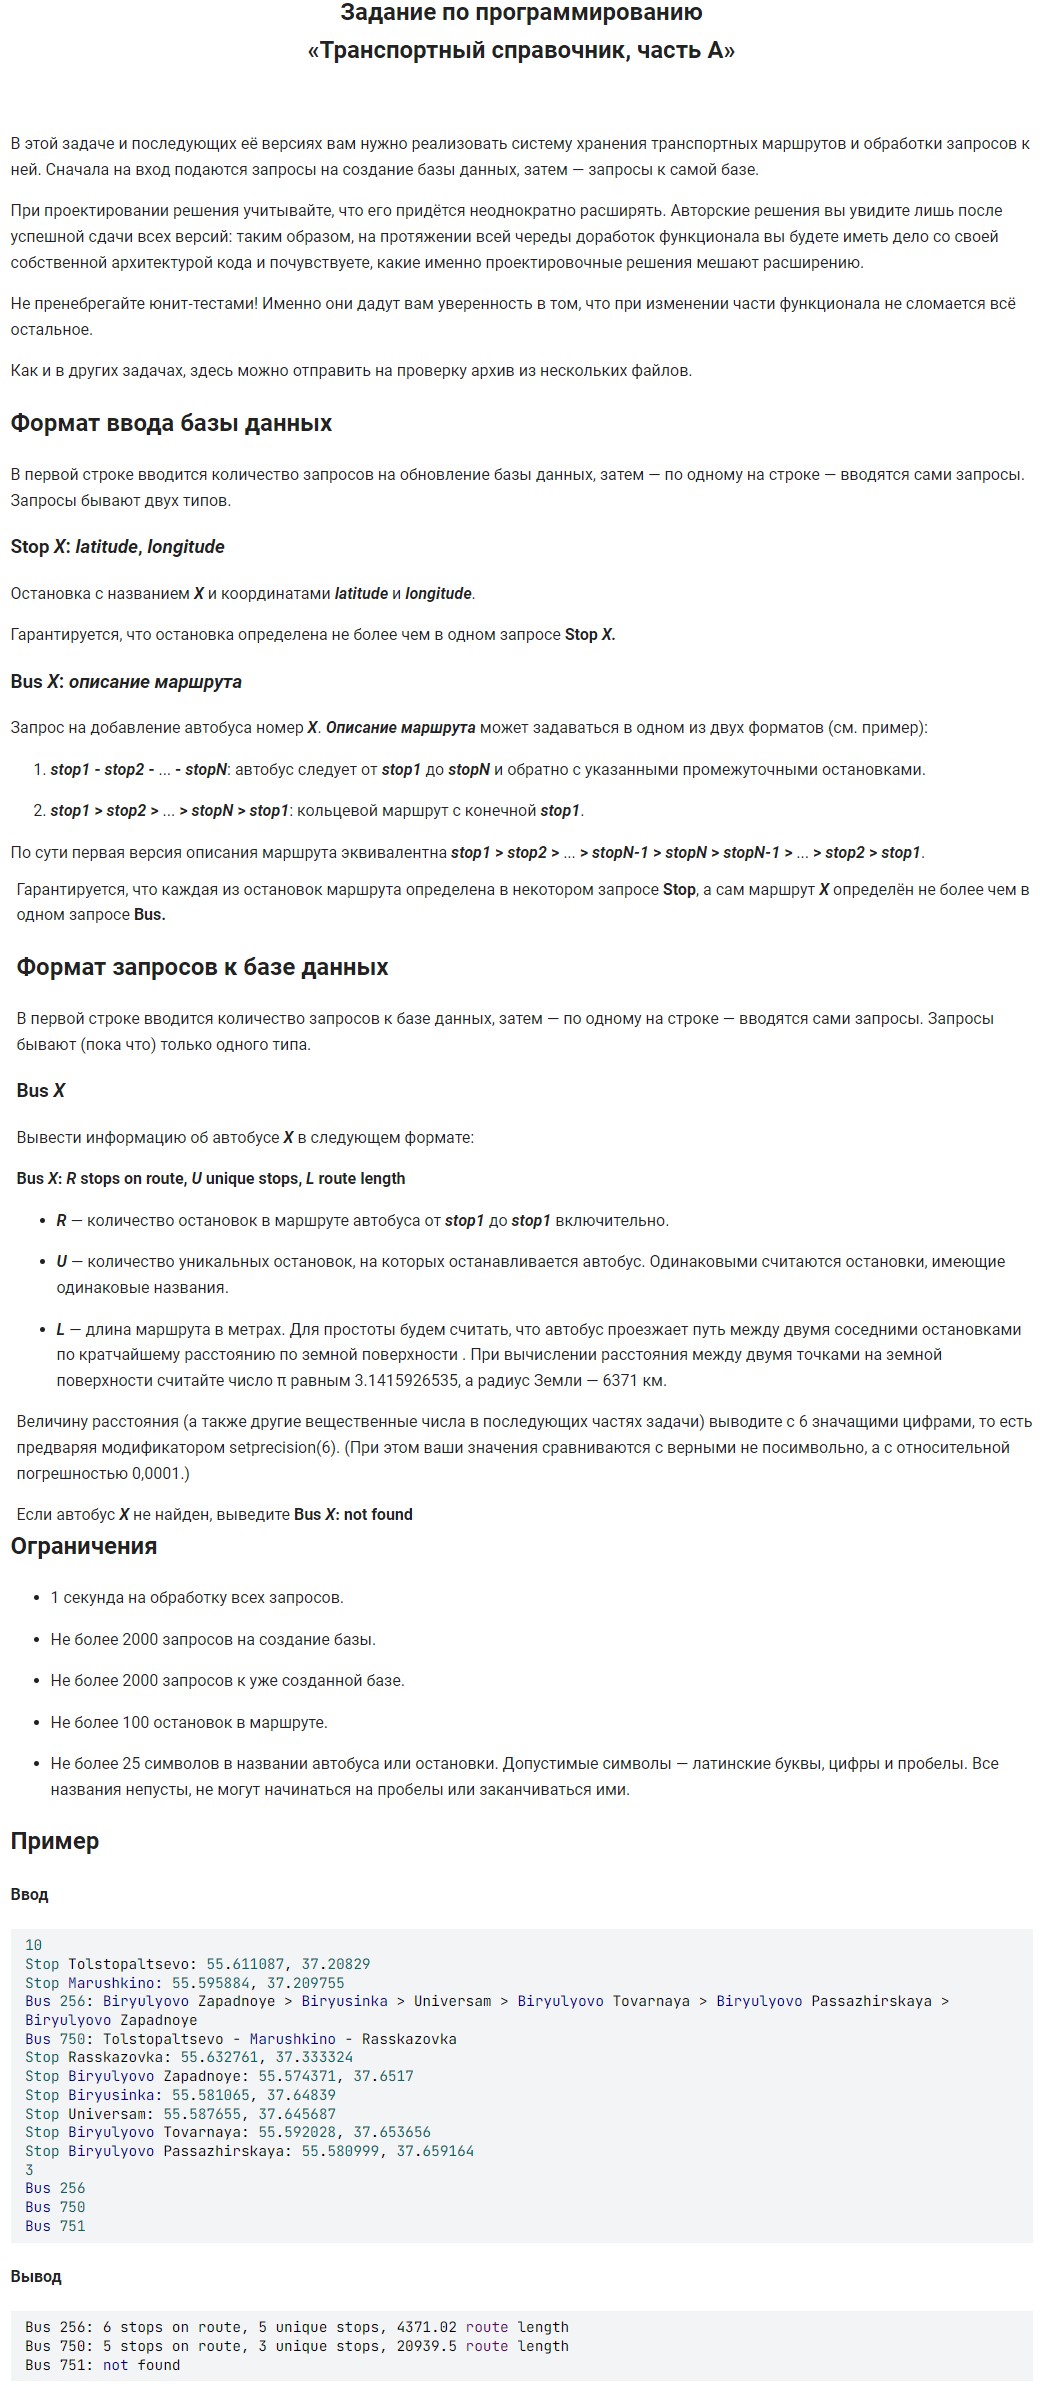 Задание по программированию
«Транспортный справочник, часть A»
В этой задаче и последующих её версиях вам нужно реализовать систему хранения транспортных маршрутов и обработки запросов к
ней. Сначала на вход подаются запросы на создание базы данных, затем — запросы к самой базе.
При проектировании решения учитывайте, что его придётся неоднократно расширять. Авторские решения вы увидите лишь после
успешной сдачи всех версий: таким образом, на протяжении всей череды доработок функционала вы будете иметь дело со своей
собственной архитектурой кода и почувствуете, какие именно проектировочные решения мешают расширению.
Не пренебрегайте юнит-тестами! Именно они дадут вам уверенность в том, что при изменении части функционала не сломается всё
остальное.
Как и в других задачах, здесь можно отправить на проверку архив из нескольких файлов.
Формат ввода базы данных
В первой строке вводится количество запросов на обновление базы данных, затем — по одному на строке — вводятся сами запросы.
Запросы бывают двух типов.
Stop X: latitude, longitude
Остановка с названием X и координатами latitude и longitude.
Гарантируется, что остановка определена не более чем в одном запросе Stop X.
Bus X: описание маршрута
Запрос на добавление автобуса номер X. Описание маршрута может задаваться в одном из двух форматов (см. пример):
1. stop1 - stop2 - ... - stopN: автобус следует от stop1 до stopN и обратно с указанными промежуточными остановками.
2. stop1 > stop2 > ... > stopN > stop1: кольцевой маршрут с конечной stop1.
По сути первая версия описания маршрута эквивалентна stop1 > stop2 > ... > stopN-1 > stopN > stopN-1 > ... > stop2 > stop1.
Гарантируется, что каждая из остановок маршрута определена в некотором запросе Stop, а сам маршрут X определён не более чем в
одном запросе Bus.
Формат запросов к базе данных
В первой строке вводится количество запросов к базе данных, затем — по одному на строке — вводятся сами запросы. Запросы
бывают (пока что) только одного типа.
Bus X
Вывести информацию об автобусе X в следующем формате:
Bus X: R stops on route, U unique stops, L route length
• R — количество остановок в маршруте автобуса от stop1 до stop1 включительно.
• U — количество уникальных остановок, на которых останавливается автобус. Одинаковыми считаются остановки, имеющие
одинаковые названия.
• L — длина маршрута в метрах. Для простоты будем считать, что автобус проезжает путь между двумя соседними остановками
по кратчайшему расстоянию по земной поверхности . При вычислении расстояния между двумя точками на земной
поверхности считайте число π равным 3.1415926535, а радиус Земли — 6371 км.
Величину расстояния (а также другие вещественные числа в последующих частях задачи) выводите с 6 значащими цифрами, то есть
предваряя модификатором setprecision(6). (При этом ваши значения сравниваются с верными не посимвольно, а с относительной
погрешностью 0,0001.)
Если автобус X не найден, выведите Bus X: not found
Ограничения
• 1 секунда на обработку всех запросов.
• Не более 2000 запросов на создание базы.
• Не более 2000 запросов к уже созданной базе.
• Не более 100 остановок в маршруте.
• Не более 25 символов в названии автобуса или остановки. Допустимые символы — латинские буквы, цифры и пробелы. Все
названия непусты, не могут начинаться на пробелы или заканчиваться ими.
Пример
Ввод
10
Stop Tolstopaltsevo: 55.611087, 37.20829
Stop Marushkino: 55.595884, 37.209755
Bus 256: Biryulyovo Zapadnoye > Biryusinka > Universam > Biryulyovo Tovarnaya > Biryulyovo Passazhirskaya >
Biryulyovo Zapadnoye
Bus 750: Tolstopaltsevo - Marushkino - Rasskazovka
Stop Rasskazovka: 55.632761, 37.333324
Stop Biryulyovo Zapadnoye: 55.574371, 37.6517
Stop Biryusinka: 55.581065, 37.64839
Stop Universam: 55.587655, 37.645687
Stop Biryulyovo Tovarnaya: 55.592028, 37.653656
Stop Biryulyovo Passazhirskaya: 55.580999, 37.659164
3
Bus 256
Bus 750
Bus 751
Вывод
Bus 256: 6 stops on route, 5 unique stops, 4371.02 route length
Bus 750: 5 stops on route, 3 unique stops, 20939.5 route length
Bus 751: not found